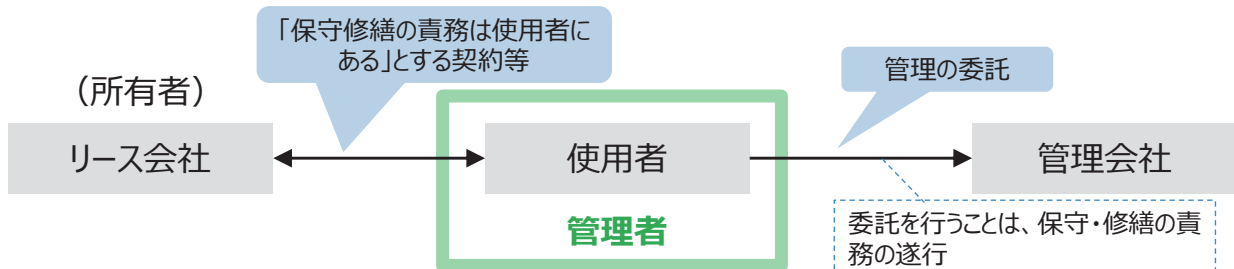 「保守修繕の責務は使用者に
ある」とする契約等
管理の委託
（所有者）
リース会社
使用者
管理会社
管理者
委託を行うことは、保守・修繕の責
務の遂行